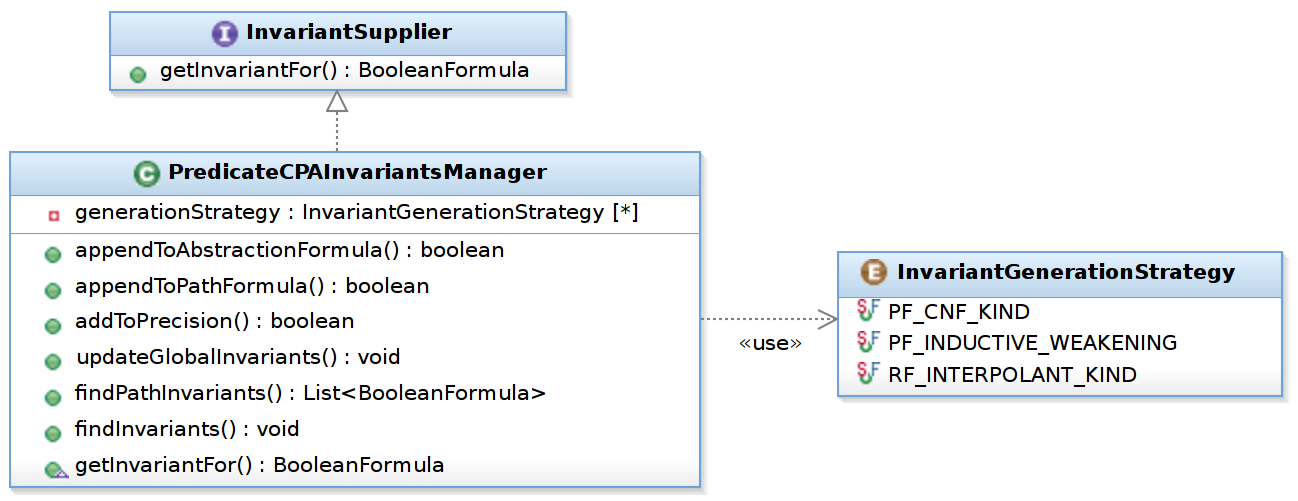 I InvariantSupplier
getInvariantFor() : BooleanFormula
C PredicateCPAInvariantsManager
generationStrategy : InvariantGenerationStrategy [*]
appendToAbstractionFormula() : boolean
appendToPathFormula() : boolean
addToPrecision() : boolean
updateGlobalInvariants() : void
findPathInvariants() : List<BooleanFormula>
findInvariants() : void
getInvariantFor() : BooleanFormula
«use»
E InvariantGenerationStrategy
S F PF_CNF_KIND
S F PF_INDUCTIVE_WEAKENING
S F RF_INTERPOLANT_KIND